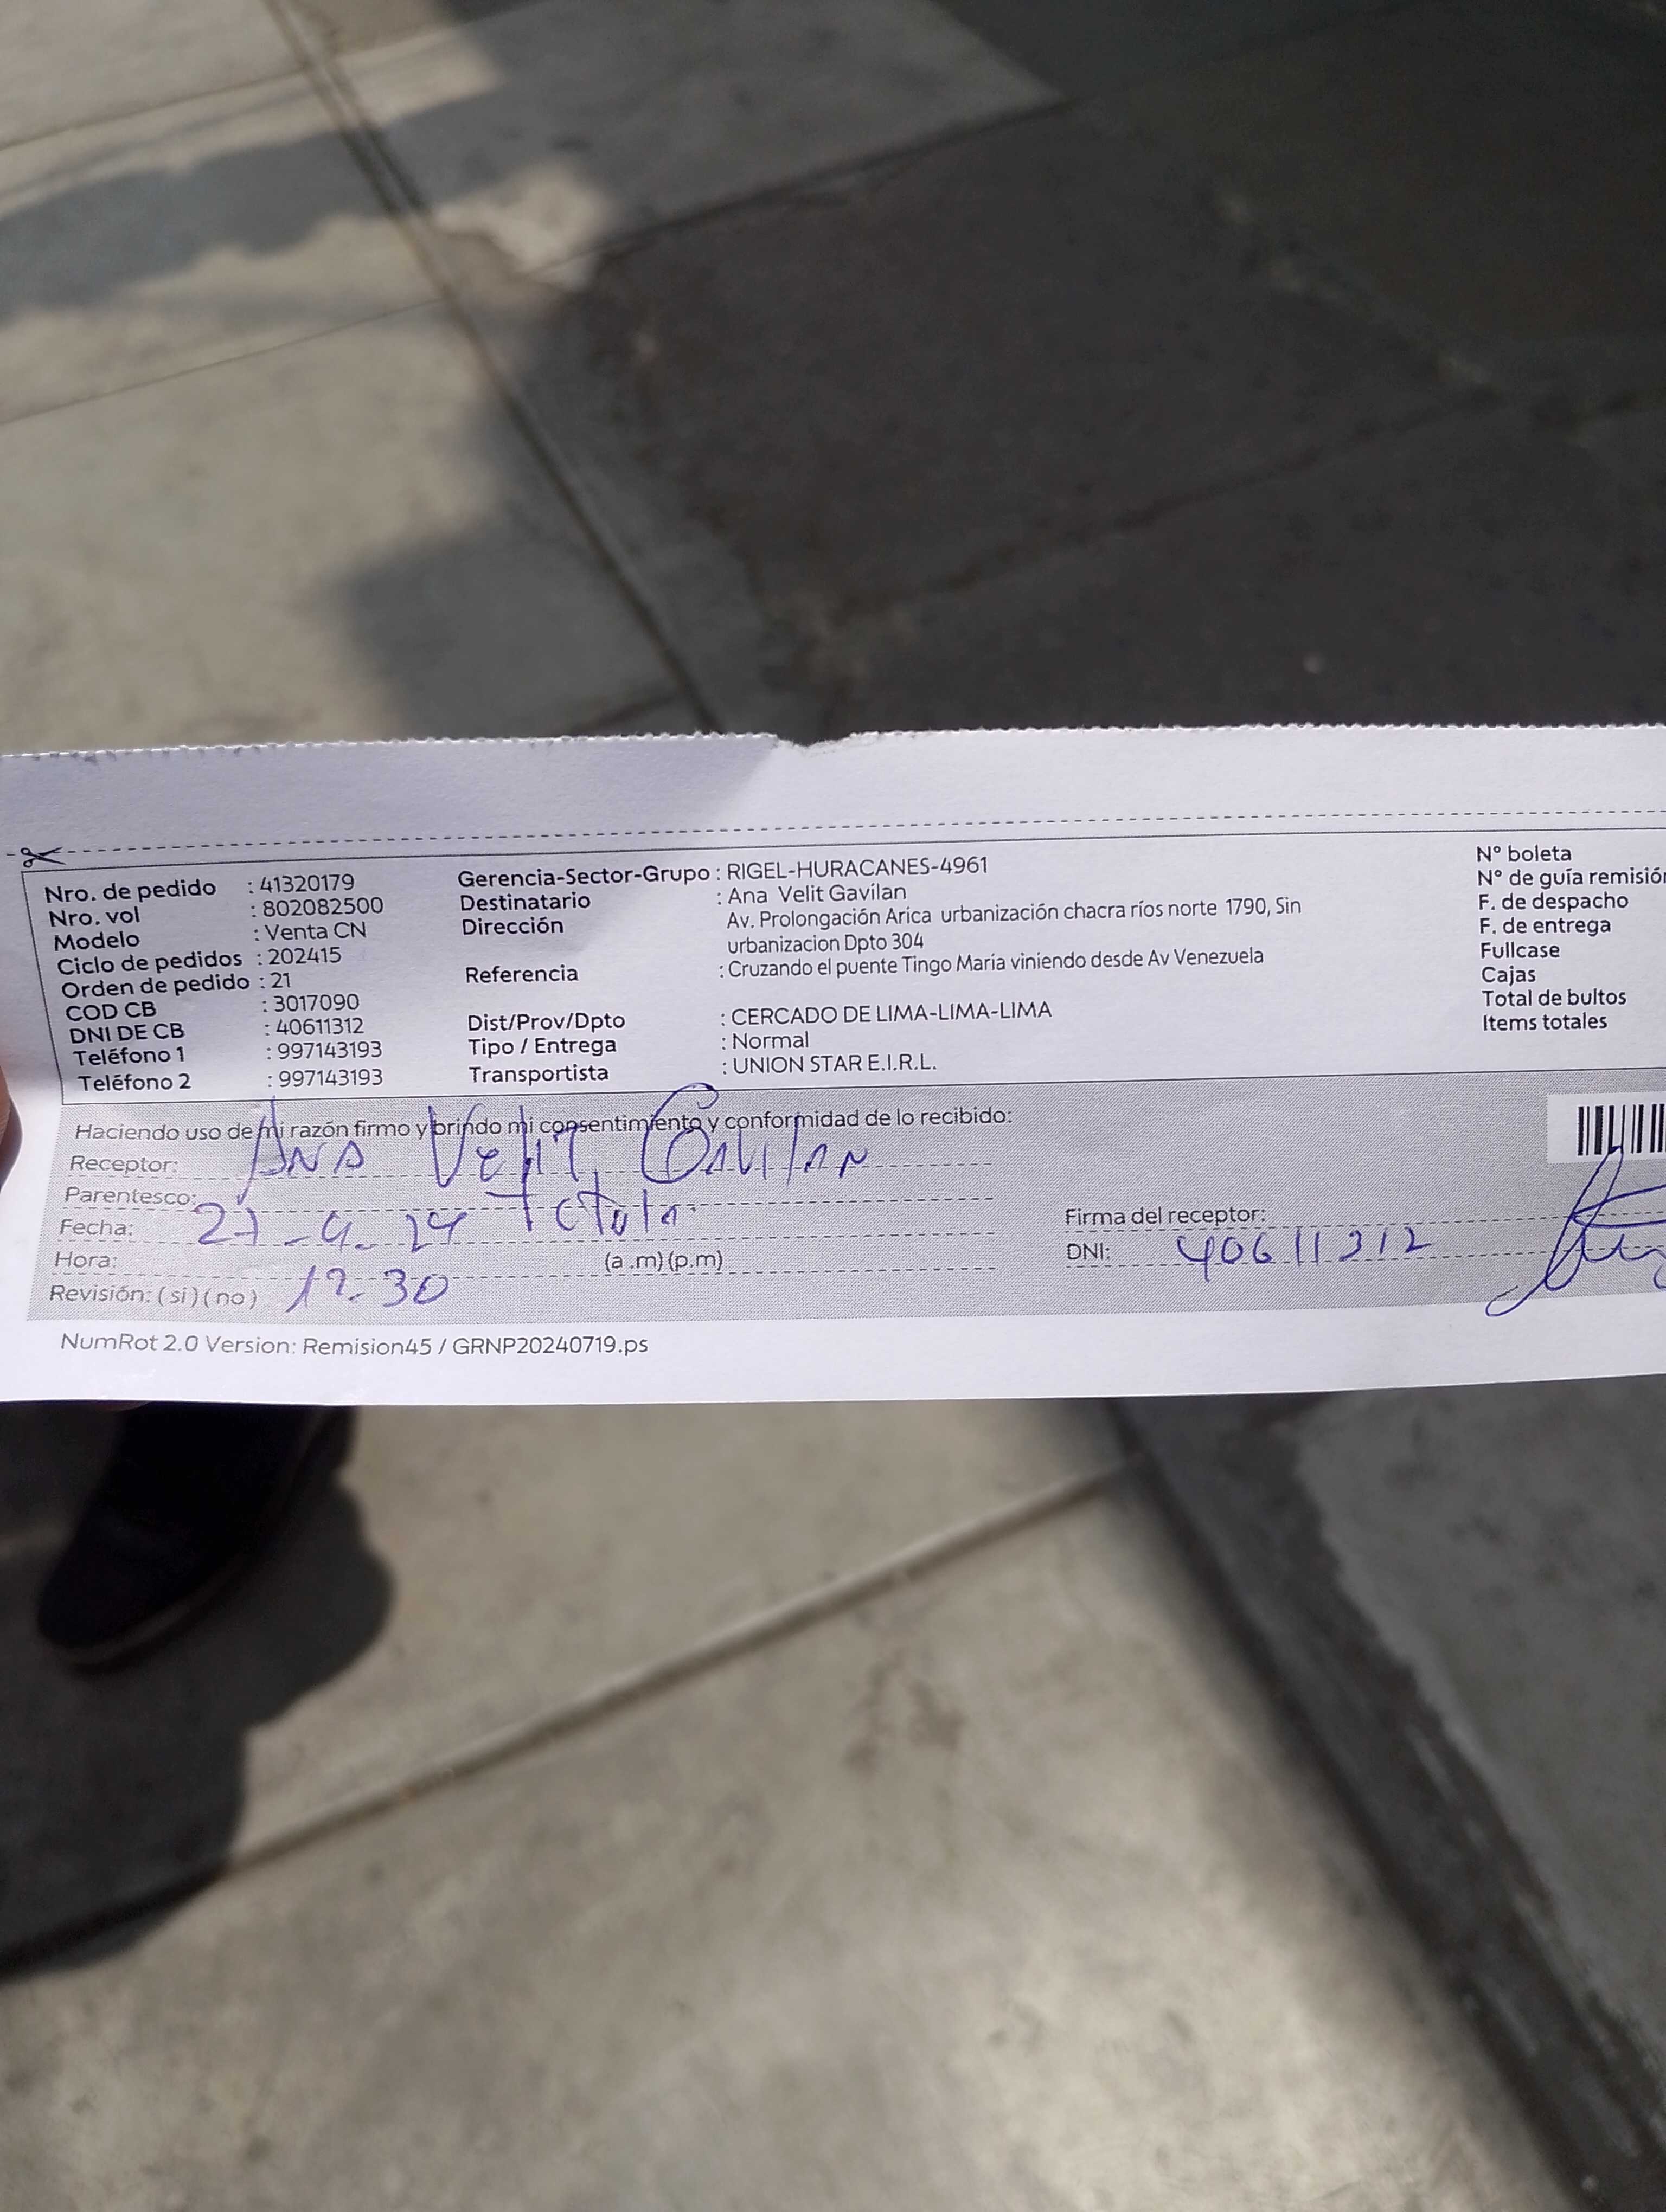 Nro. de pedido : 41320179
Nro. vol : 802082500
Modelo : Venta CN
Ciclo de pedidos : 202415
Orden de pedido : 21
COD CB : 3017090
DNI DE CB : 40611312
Teléfono 1 : 997143193
Teléfono 2 : 997143193
Gerencia-Sector-Grupo : RIGEL-HURACANES-4961
Destinatario : Ana Velit Gavilan
Dirección Av. Prolongación Arica urbanización chacra ríos norte 1790, Sin
urbanizacion Dpto 304
Referencia : Cruzando el puente Tingo María viniendo desde Av Venezuela
Dist/Prov/Dpto : CERCADO DE LIMA-LIMA-LIMA
Tipo / Entrega : Normal
Transportista : UNION STAR E.I.R.L.
N° boleta
N° de guía remisión
F. de despacho
F. de entrega
Fullcase
Cajas
Total de bultos
Items totales
Haciendo uso de mi razón firmo y brindo mi consentimiento y conformidad de lo recibido:
Receptor: Ana Velit Gavilan
Parentesco: Titular
Fecha: 27-9-24
Hora: (a .m) (p.m)
Revisión: ( si ) ( no ) 12:30
Firma del receptor:
DNI: 40611312
NumRot 2.0 Version: Remision45 / GRNP20240719.ps